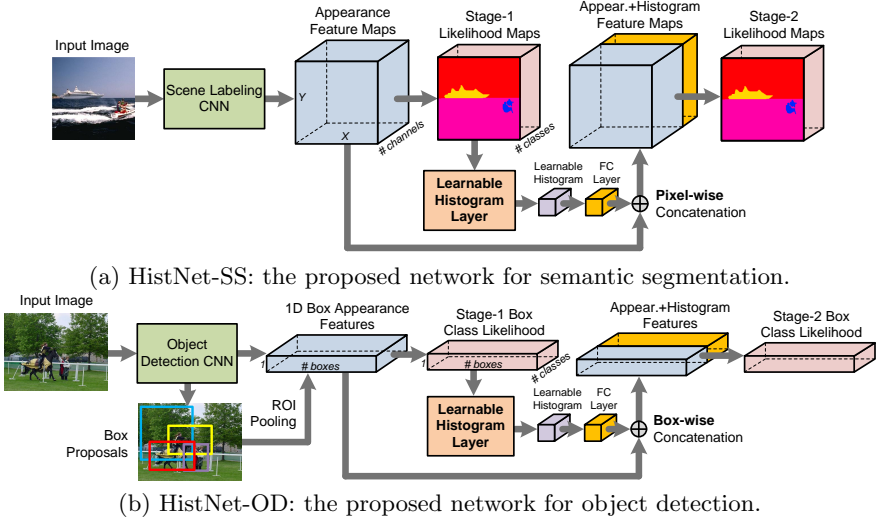 Input Image
Scene Labeling CNN
Appearance Feature Maps
Y
X
# channels
Stage-1 Likelihood Maps
# classes
Appear.+Histogram Feature Maps
Stage-2 Likelihood Maps
Learnable Histogram Layer
Learnable Histogram
FC Layer
Pixel-wise Concatenation
(a) HistNet-SS: the proposed network for semantic segmentation.
Input Image
Object Detection CNN
1D Box Appearance Features
1
# boxes
Stage-1 Box Class Likelihood
1
# boxes
# classes
Appear.+Histogram Features
Stage-2 Box Class Likelihood
Box Proposals
ROI Pooling
Learnable Histogram Layer
Learnable Histogram
FC Layer
Box-wise Concatenation
(b) HistNet-OD: the proposed network for object detection.